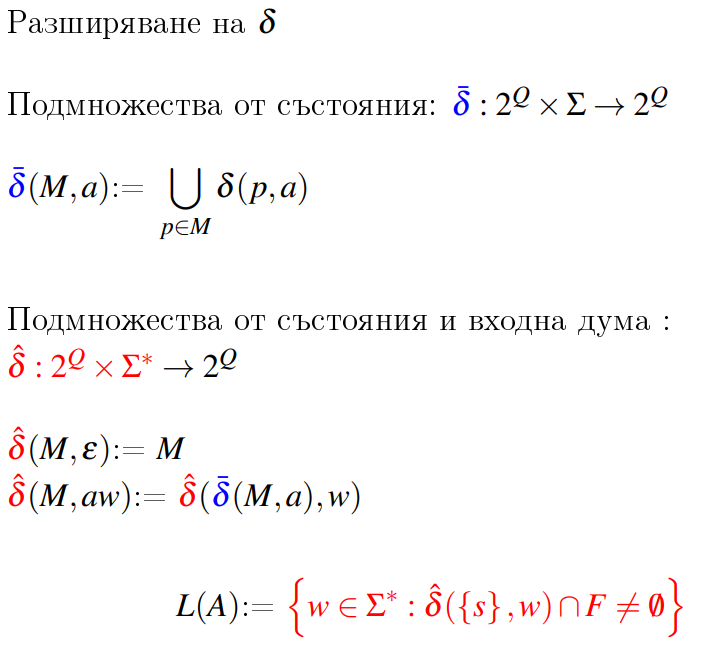 Разширяване на δ
Подмножества от състояния: δ̄ : 2^Q × Σ → 2^Q
δ̄(M,a):= ⋃_{p∈M} δ(p,a)
Подмножества от състояния и входна дума :
δ̂ : 2^Q × Σ* → 2^Q
δ̂(M,ε):= M
δ̂(M,aw):= δ̂(δ̄(M,a),w)
L(A):= {w ∈ Σ* : δ̂({s},w)∩F ≠ ∅}